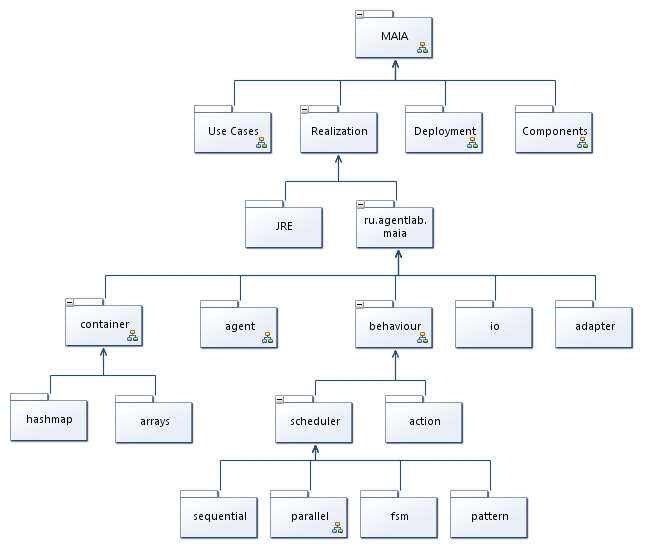 MAIA
Use Cases
Realization
Deployment
Components
JRE
ru.agentlab.
maia
container
agent
behaviour
io
adapter
hashmap
arrays
scheduler
action
sequential
parallel
fsm
pattern